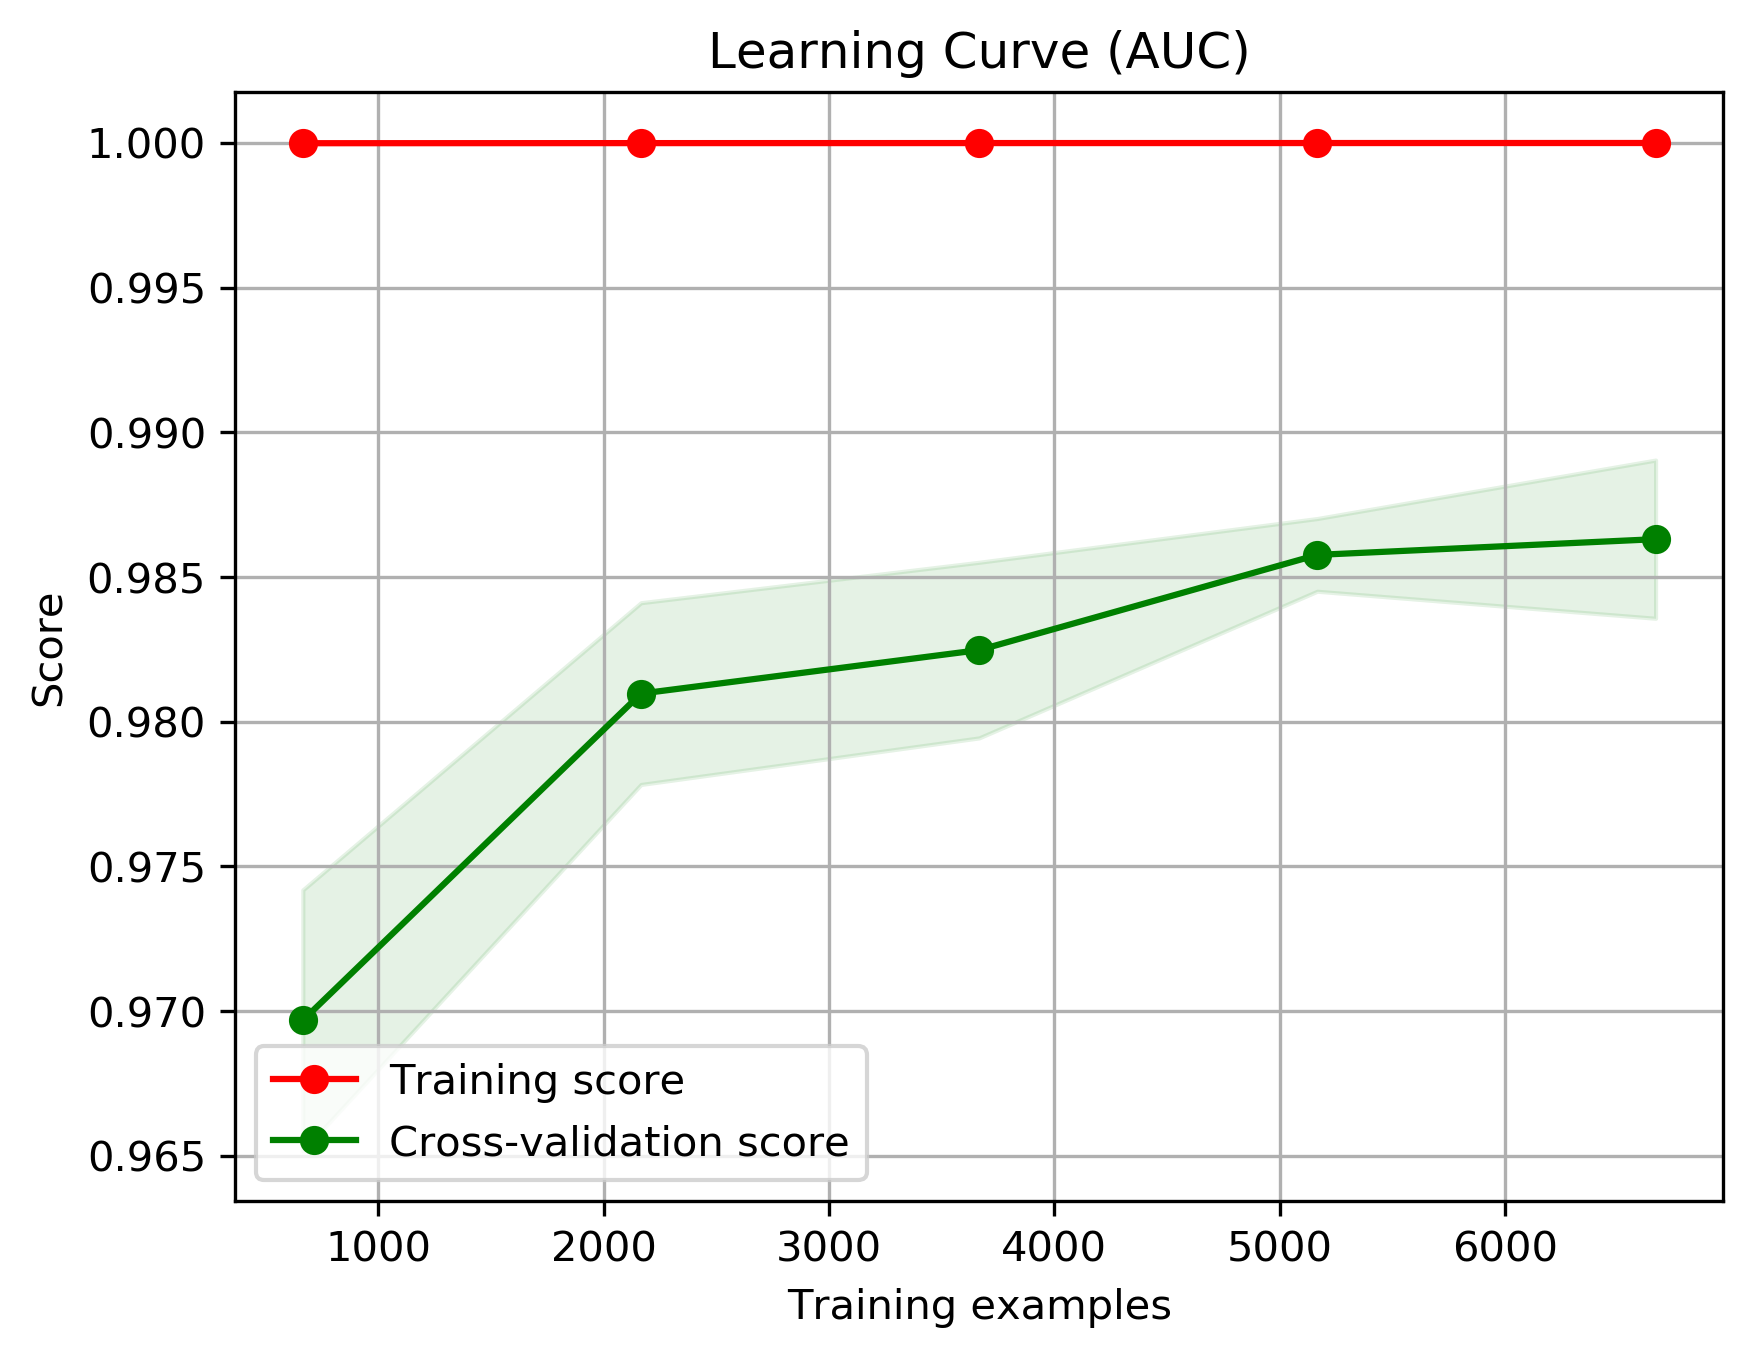 Learning Curve (AUC)
1.000
0.995
0.990
0.985
0.980
0.975
0.970
0.965
Score
Training score
Cross-validation score
1000 2000 3000 4000 5000 6000
Training examples